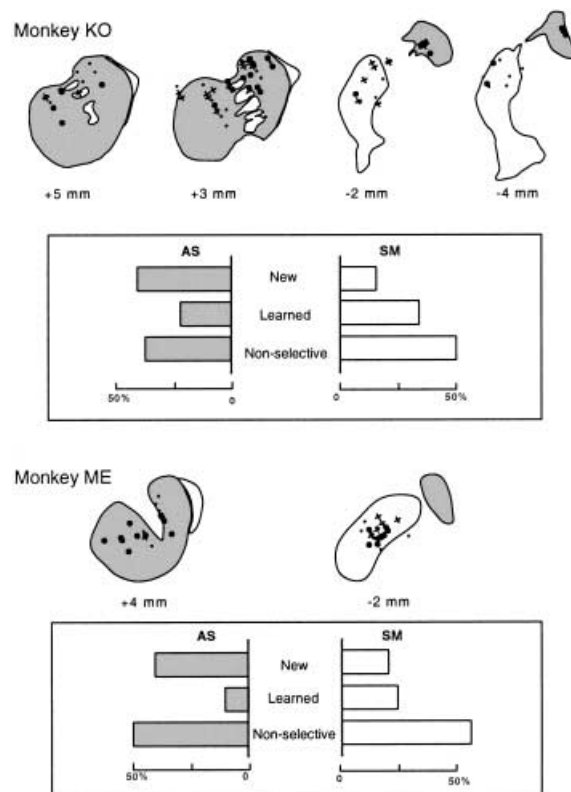 Monkey KO
+5 mm +3 mm -2 mm -4 mm
AS SM
New
Learned
Non-selective
50% 0 0 50%
Monkey ME
+4 mm -2 mm
AS SM
New
Learned
Non-selective
50% 0 0 50%